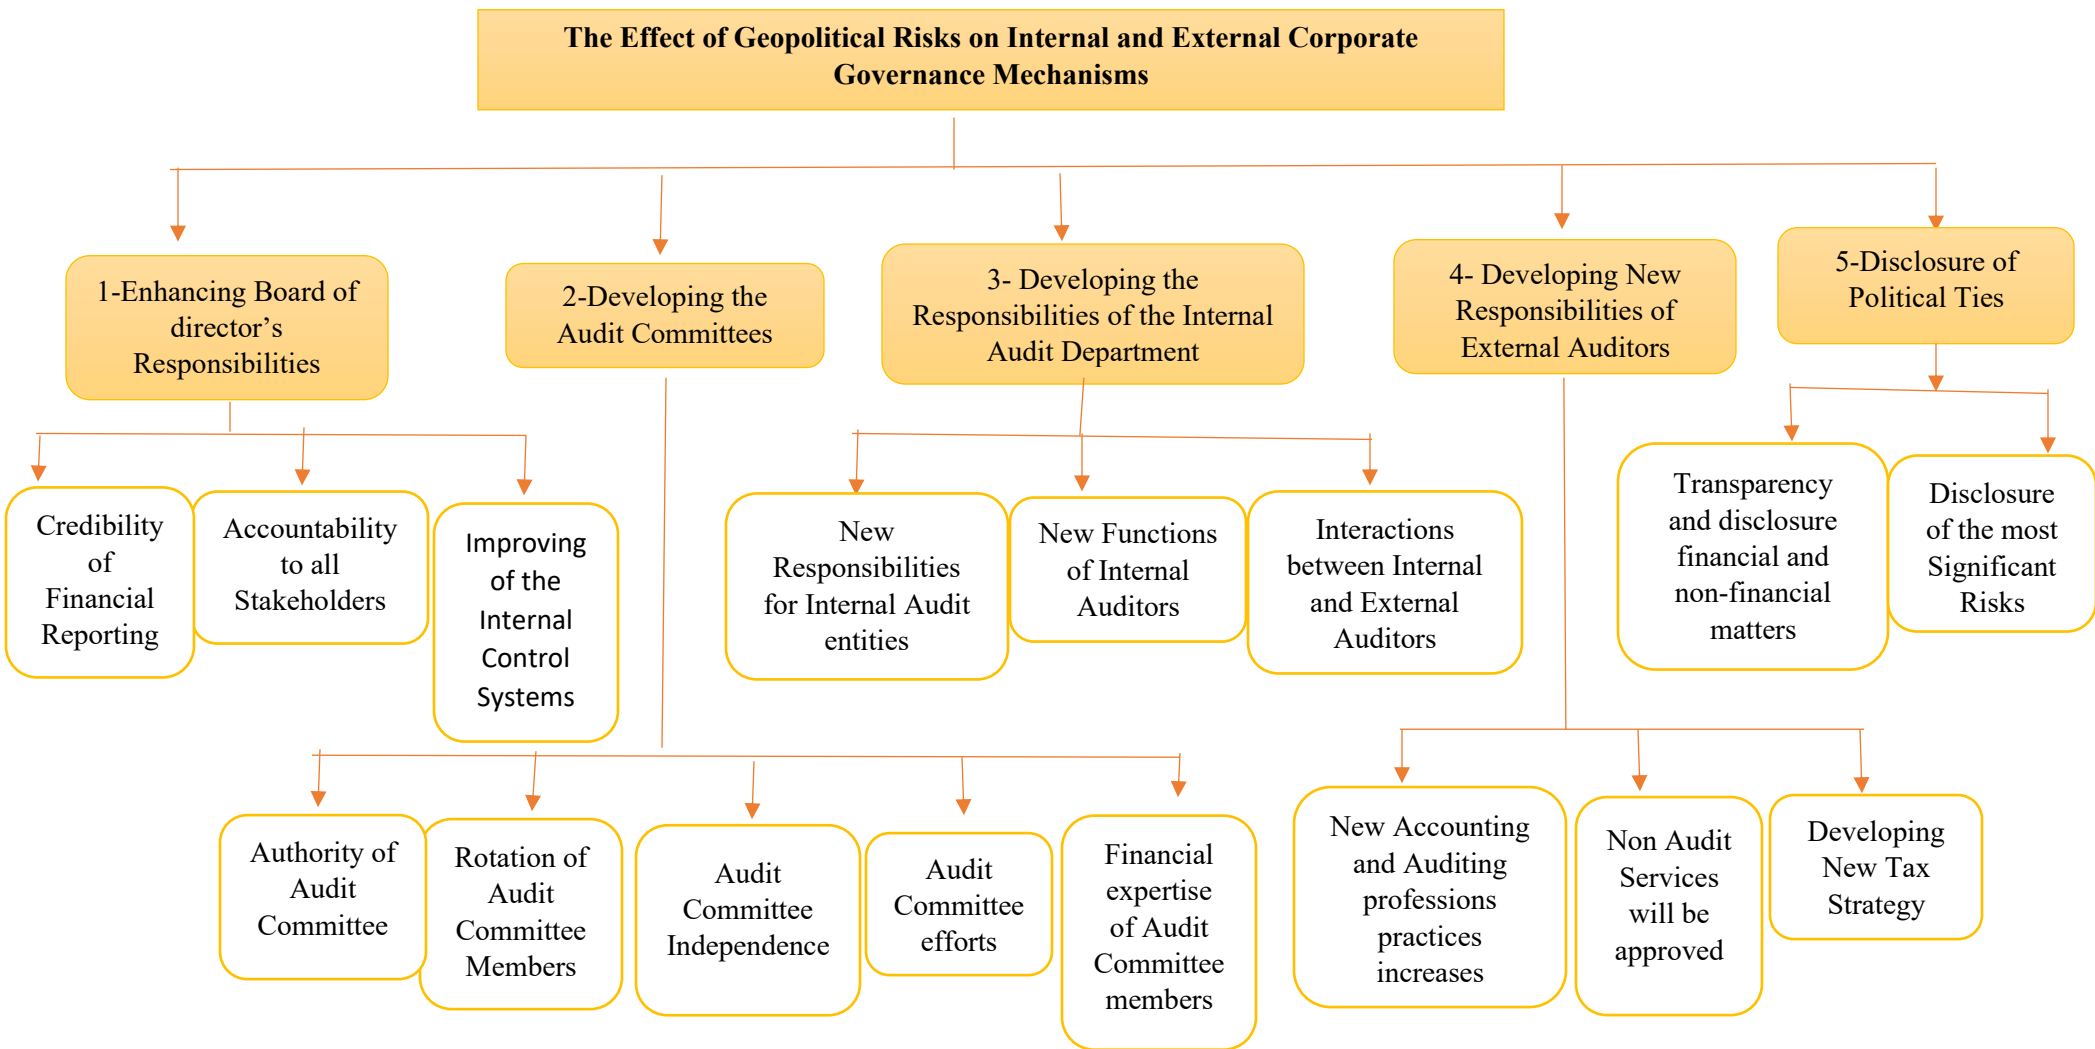 The Effect of Geopolitical Risks on Internal and External Corporate
Governance Mechanisms
1-Enhancing Board of
director’s
Responsibilities
2-Developing the
Audit Committees
3- Developing the
Responsibilities of the Internal
Audit Department
4- Developing New
Responsibilities of
External Auditors
5-Disclosure of
Political Ties
Credibility
of
Financial
Reporting
Accountability
to all
Stakeholders
Improving
of the
Internal
Control
Systems
New
Responsibilities
for Internal Audit
entities
New Functions
of Internal
Auditors
Interactions
between Internal
and External
Auditors
Transparency
and disclosure
financial and
non-financial
matters
Disclosure
of the most
Significant
Risks
Authority of
Audit
Committee
Rotation of
Audit
Committee
Members
Audit
Committee
Independence
Audit
Committee
efforts
Financial
expertise
of Audit
Committee
members
New Accounting
and Auditing
professions
practices
increases
Non Audit
Services
will be
approved
Developing
New Tax
Strategy